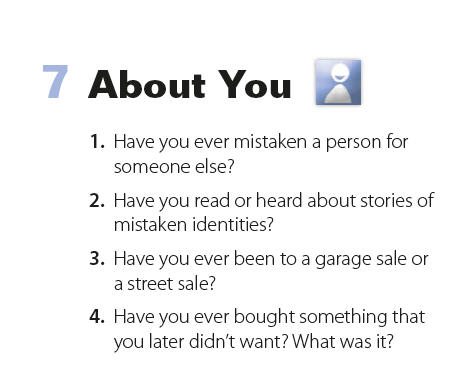 7 About You
1. Have you ever mistaken a person for
someone else?
2. Have you read or heard about stories of
mistaken identities?
3. Have you ever been to a garage sale or
a street sale?
4. Have you ever bought something that
you later didn’t want? What was it?